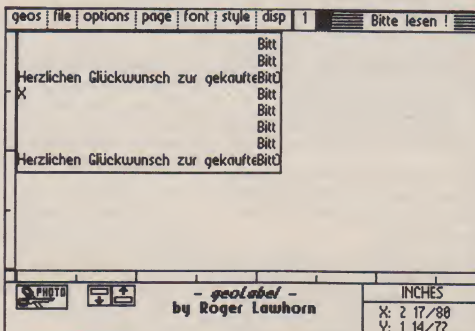 geos file options page font style disp 1 Bitte lesen !
Bitt
Bitt
Herzlichen Glückwunsch zur gekaufteBitt
X Bitt
Bitt
Bitt
Bitt
Herzlichen Glückwunsch zur gekaufteBitt
PHOTO
- geoLabel -
by Roger Lawhorn
INCHES
X: 2 17/80
Y: 1 14/72